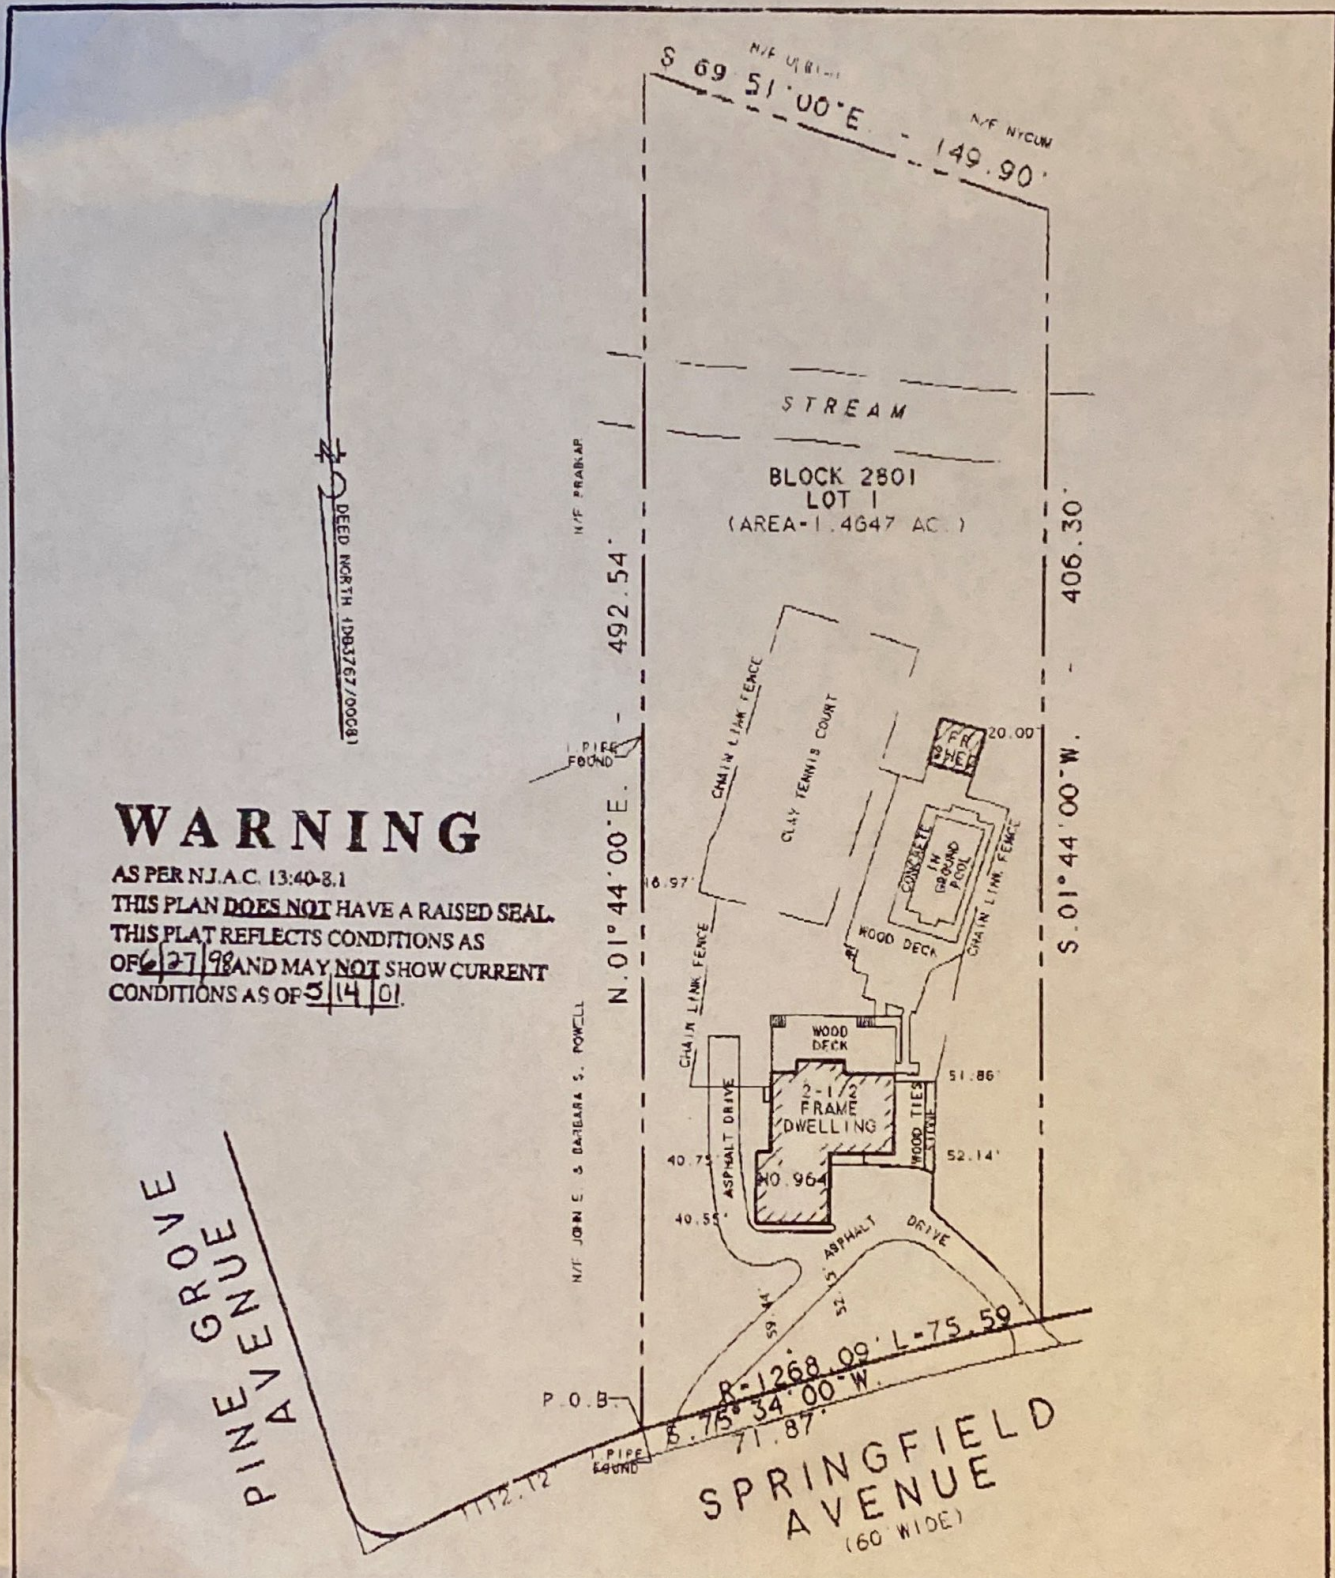 N/F NYCUM
S 69 51'00"E. - 149.90'
STREAM
BLOCK 2801
LOT 1
(AREA-1.4647 AC.)
N/F PRABKAR
N.01°44'00"E. - 492.54'
S.01°44'00"W. - 406.30'
DEED NORTH (DB3767/00008)
CHAIN LINK FENCE
CLAY TENNIS COURT
FR
SHED
20.00'
I.PIPE
FOUND
CONCRETE
IN
GROUND
POOL
CHAIN LINK FENCE
WOOD DECK
16.97'
CHAIN LINK FENCE
WARNING
AS PER N.J.A.C. 13:40-8.1
THIS PLAN DOES NOT HAVE A RAISED SEAL.
THIS PLAT REFLECTS CONDITIONS AS
OF 6|27|98 AND MAY NOT SHOW CURRENT
CONDITIONS AS OF 5|14|01.
N/F JOHN E. & BARBARA S. POWELL
WOOD
DECK
2-1/2
FRAME
DWELLING
NO.964
ASPHALT DRIVE
WOOD TIES
51.86'
52.14'
40.75'
40.55'
ASPHALT DRIVE
59.44'
52.15'
R-1268.09' L-75.59'
S.75°34'00"W.
71.87'
P.O.B.
I.PIPE
FOUND
1112.12'
PINE GROVE
AVENUE
SPRINGFIELD
AVENUE
(60' WIDE)